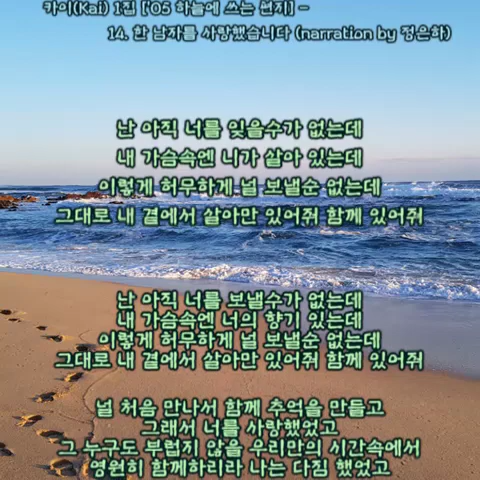 카이(Kai) 1집 ['05 하늘에 쓰는 편지] -
14. 한 남자를 사랑했습니다 (narration by 정은하)
난 아직 너를 잊을수가 없는데
내 가슴속엔 니가 살아 있는데
이렇게 허무하게 널 보낼순 없는데
그대로 내 곁에서 살아만 있어줘 함께 있어줘
난 아직 너를 보낼수가 없는데
내 가슴속엔 너의 향기 있는데
이렇게 허무하게 널 보낼순 없는데
그대로 내 곁에서 살아만 있어줘 함께 있어줘
널 처음 만나서 함께 추억을 만들고
그래서 너를 사랑했었고
그 누구도 부럽지 않을 우리만의 시간속에서
영원히 함께하리라 나는 다짐 했었고